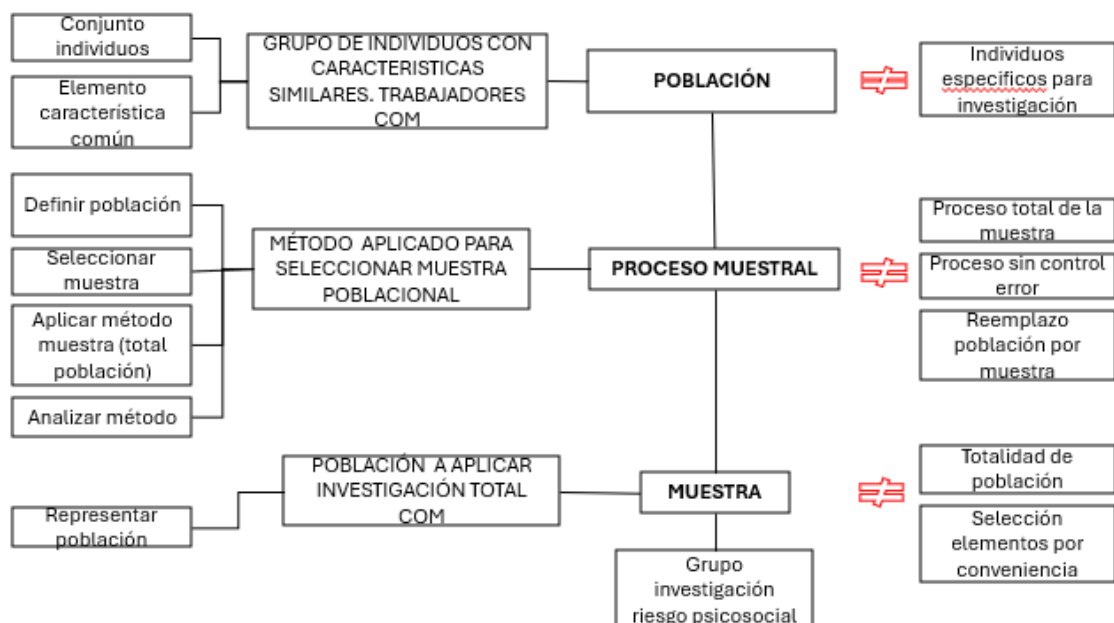 Conjunto
individuos
Elemento
característica
común
GRUPO DE INDIVIDUOS CON
CARACTERISTICAS
SIMILARES. TRABAJADORES
COM
POBLACIÓN
Individuos
especificos para
investigación
Definir población
Seleccionar
muestra
Aplicar método
muestra (total
población)
Analizar método
MÉTODO APLICADO PARA
SELECCIONAR MUESTRA
POBLACIONAL
PROCESO MUESTRAL
Proceso total de la
muestra
Proceso sin control
error
Reemplazo
población por
muestra
Representar
población
POBLACIÓN A APLICAR
INVESTIGACIÓN TOTAL
COM
MUESTRA
Totalidad de
población
Selección
elementos por
conveniencia
Grupo
investigación
riesgo psicosocial